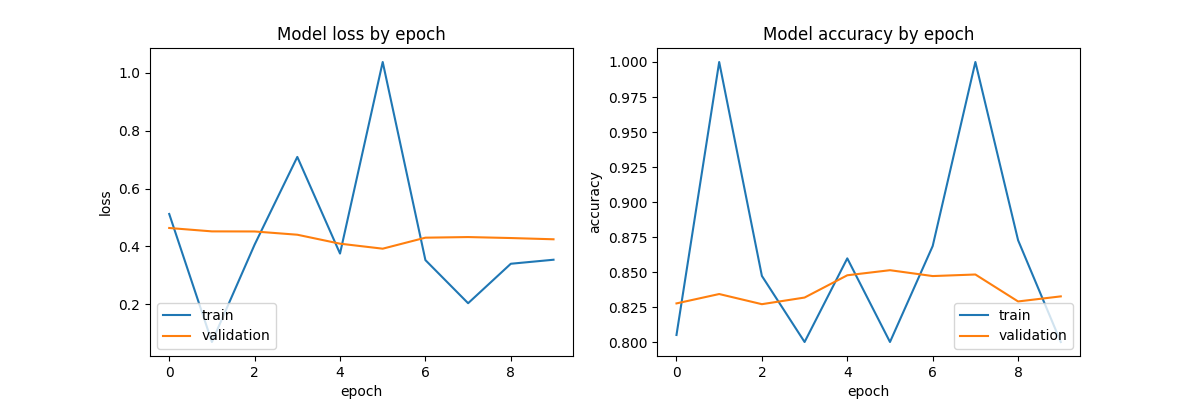 Model loss by epoch
loss
1.0
0.8
0.6
0.4
0.2
train
validation
0 2 4 6 8
epoch
Model accuracy by epoch
accuracy
1.000
0.975
0.950
0.925
0.900
0.875
0.850
0.825
0.800
train
validation
0 2 4 6 8
epoch